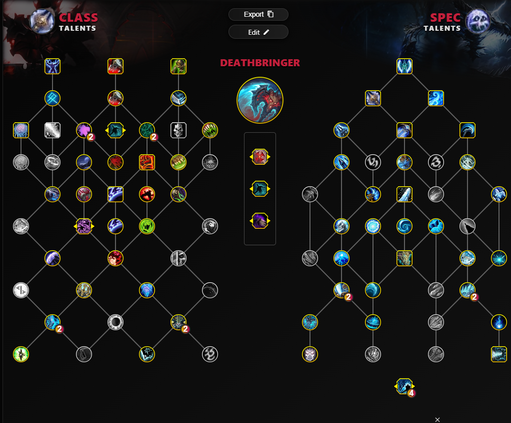 CLASS
TALENTS
Export
Edit
SPEC
TALENTS
DEATHBRINGER
2
2
2
2
2
2
4